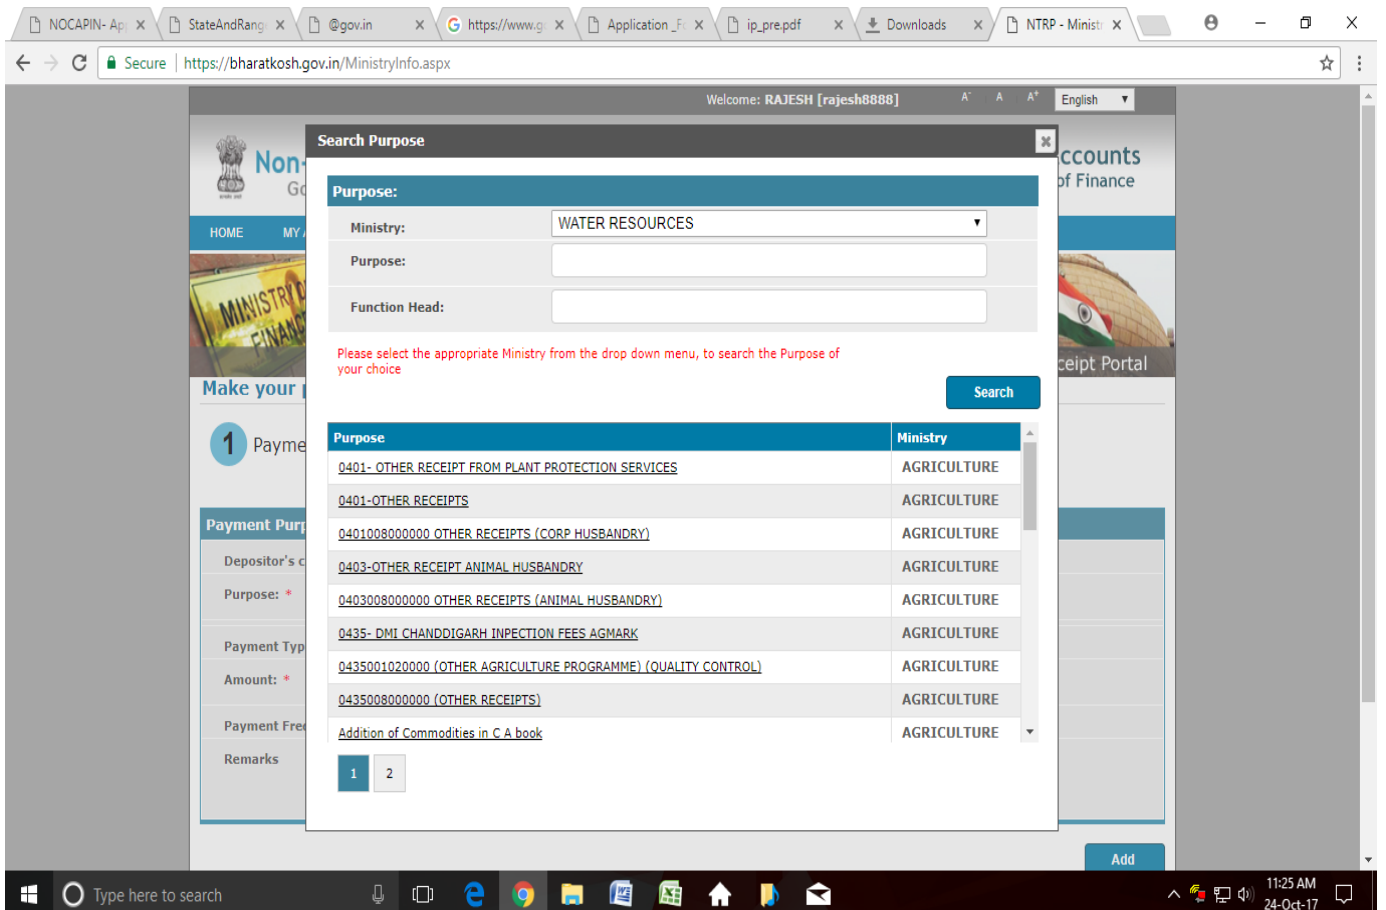 NOCAPIN- Ap
StateAndRang
@gov.in
https://www.g
Application _F
ip_pre.pdf
Downloads
NTRP - Minist
Secure | https://bharatkosh.gov.in/MinistryInfo.aspx
Welcome: RAJESH [rajesh8888] A- A A+ English
Search Purpose
Non-
ccounts
Go
of Finance
Purpose:
HOME MY
Ministry: WATER RESOURCES
Purpose:
Function Head:
MINISTRY O
FINANC
Please select the appropriate Ministry from the drop down menu, to search the Purpose of
your choice
ceipt Portal
Make your p
Search
1 Payme
Purpose Ministry
0401- OTHER RECEIPT FROM PLANT PROTECTION SERVICES AGRICULTURE
0401-OTHER RECEIPTS AGRICULTURE
Payment Purp
0401008000000 OTHER RECEIPTS (CORP HUSBANDRY) AGRICULTURE
Depositor's c
0403-OTHER RECEIPT ANIMAL HUSBANDRY AGRICULTURE
Purpose: *
0403008000000 OTHER RECEIPTS (ANIMAL HUSBANDRY) AGRICULTURE
0435- DMI CHANDDIGARH INPECTION FEES AGMARK AGRICULTURE
Payment Typ
0435001020000 (OTHER AGRICULTURE PROGRAMME) (QUALITY CONTROL) AGRICULTURE
Amount: *
0435008000000 (OTHER RECEIPTS) AGRICULTURE
Payment Fre
Addition of Commodities in C A book AGRICULTURE
Remarks
1 2
Add
Type here to search
11:25 AM
24-Oct-17